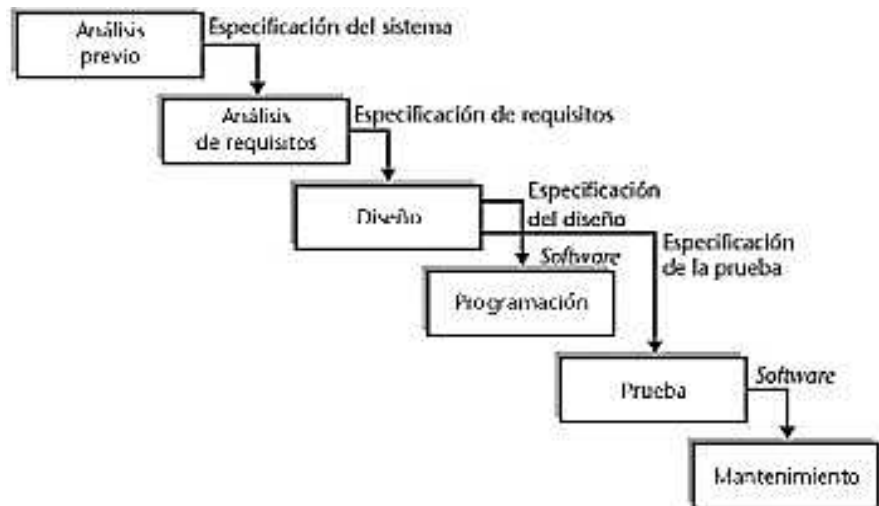 Análisis
previo
Especificación del sistema
Análisis
de requisitos
Especificación de requisitos
Diseño
Especificación
del diseño
Especificación
de la prueba
Software
Programación
Prueba
Software
Mantenimiento